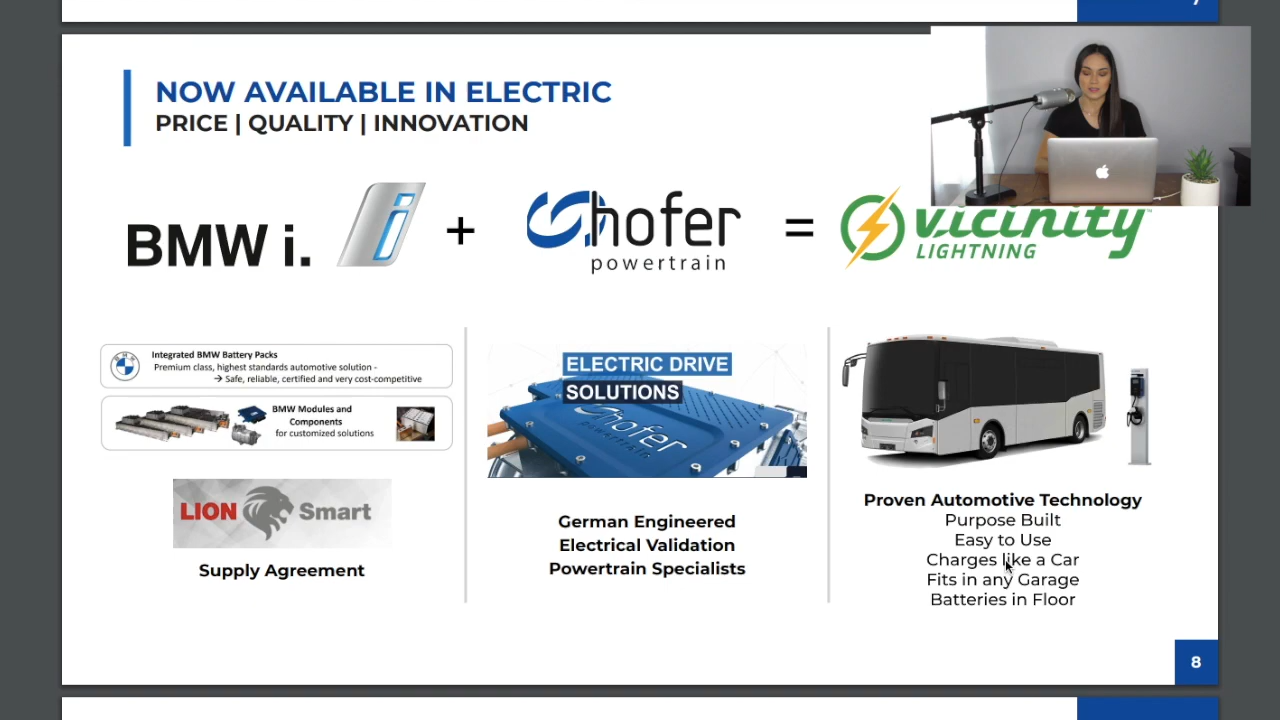 7
NOW AVAILABLE IN ELECTRIC
PRICE | QUALITY | INNOVATION
BMW i.
i
+
hofer
powertrain
=
vicinity
LIGHTNING
Integrated BMW Battery Packs
Premium class, highest standards automotive solution -
→ Safe, reliable, certified and very cost-competitive
BMW Modules and
Components
for customized solutions
LION Smart
Supply Agreement
ELECTRIC DRIVE
SOLUTIONS
hofer
POWERTRAIN
German Engineered
Electrical Validation
Powertrain Specialists
Proven Automotive Technology
Purpose Built
Easy to Use
Charges like a Car
Fits in any Garage
Batteries in Floor
8